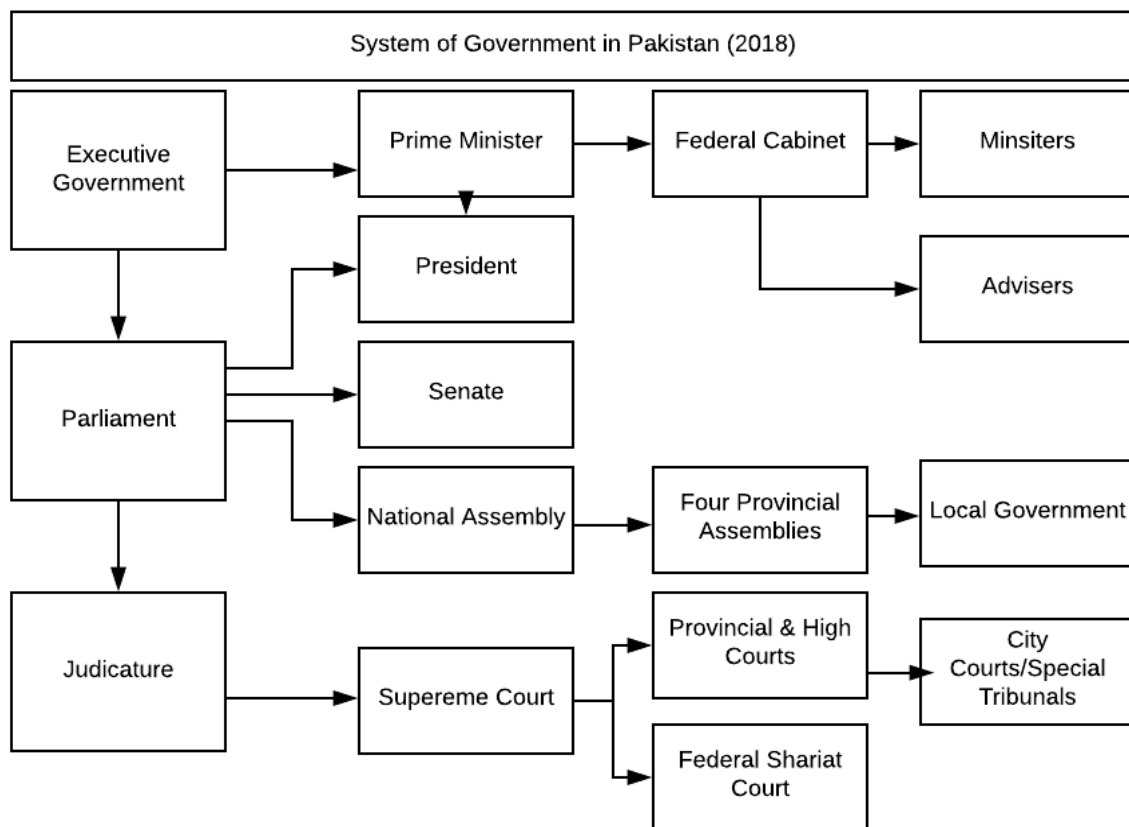 System of Government in Pakistan (2018)
Executive
Government
Prime Minister
Federal Cabinet
Minsiters
President
Advisers
Parliament
Senate
National Assembly
Four Provincial
Assemblies
Local Government
Judicature
Supereme Court
Provincial & High
Courts
City
Courts/Special
Tribunals
Federal Shariat
Court